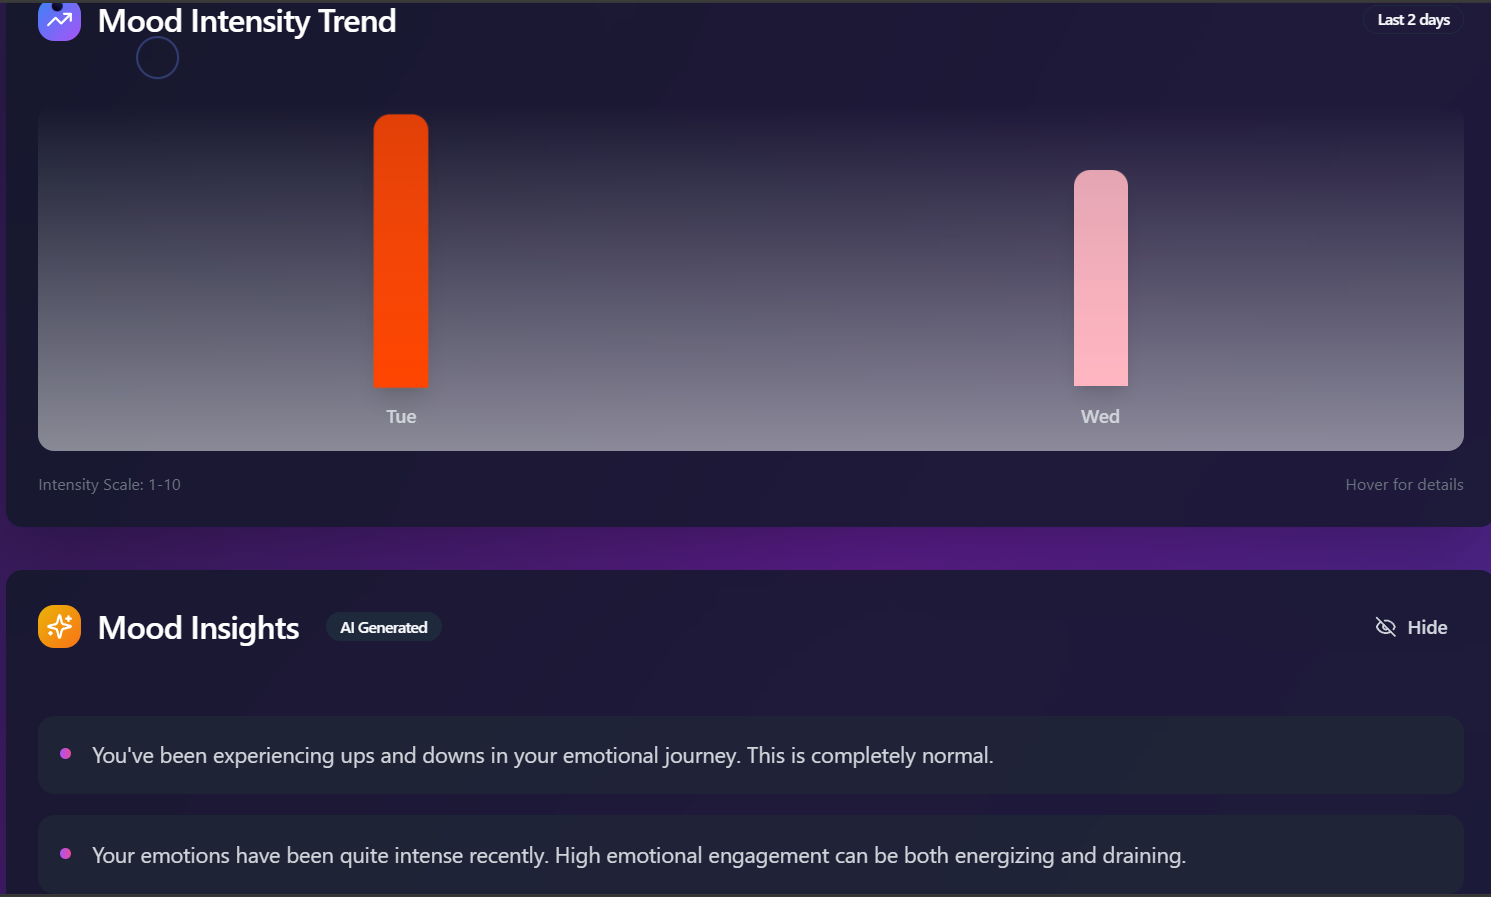 Mood Intensity Trend
Last 2 days
Tue
Wed
Intensity Scale: 1-10
Hover for details
Mood Insights
AI Generated
Hide
You've been experiencing ups and downs in your emotional journey. This is completely normal.
Your emotions have been quite intense recently. High emotional engagement can be both energizing and draining.